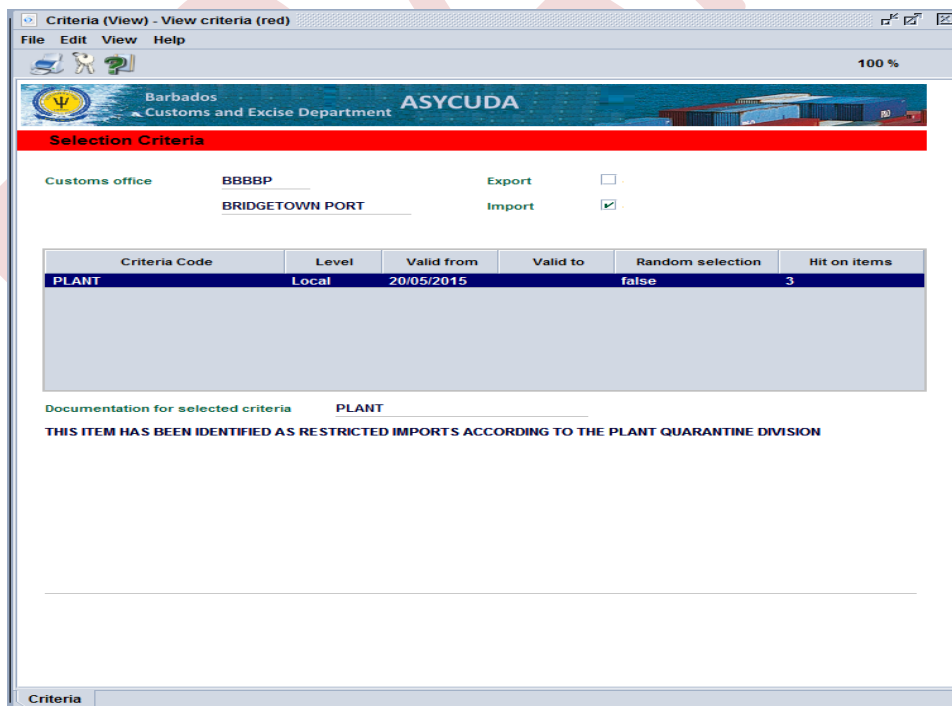 Criteria (View) - View criteria (red)
File Edit View Help
100 %
Barbados
Customs and Excise Department
ASYCUDA
Selection Criteria
Customs office BBBBP Export
BRIDGETOWN PORT Import
Criteria Code Level Valid from Valid to Random selection Hit on items
PLANT Local 20/05/2015 false 3
Documentation for selected criteria PLANT
THIS ITEM HAS BEEN IDENTIFIED AS RESTRICTED IMPORTS ACCORDING TO THE PLANT QUARANTINE DIVISION
Criteria